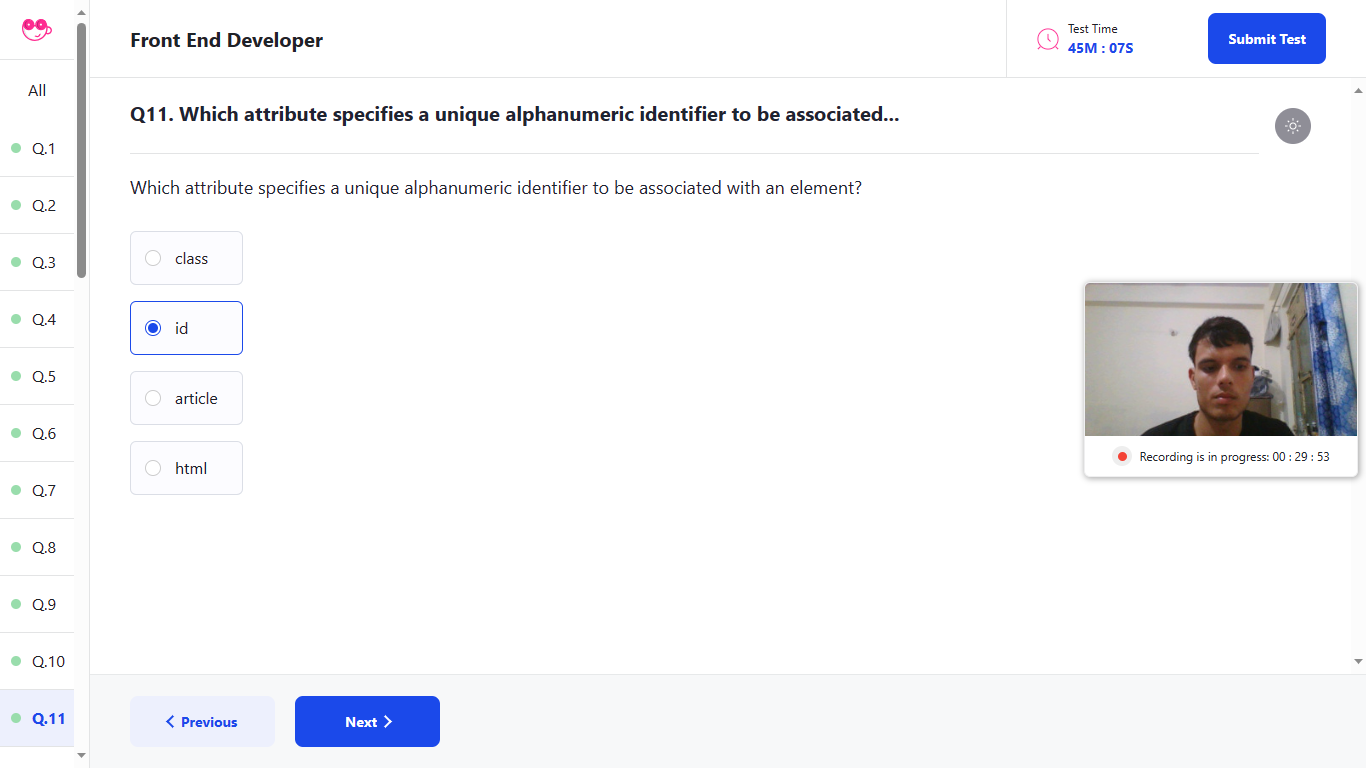 Front End Developer
Test Time
45M : 07S
Submit Test
All
Q.1
Q.2
Q.3
Q.4
Q.5
Q.6
Q.7
Q.8
Q.9
Q.10
Q.11
Q11. Which attribute specifies a unique alphanumeric identifier to be associated...
Which attribute specifies a unique alphanumeric identifier to be associated with an element?
class
id
article
html
Recording is in progress: 00 : 29 : 53
Previous
Next